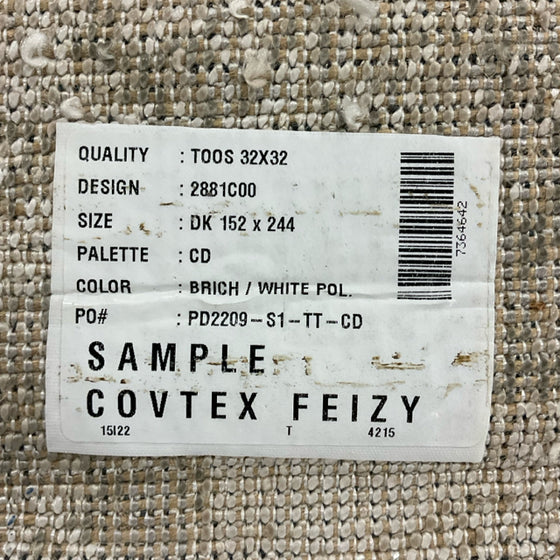 QUALITY : TOOS 32X32
DESIGN : 2881C00
SIZE : DK 152 x 244
PALETTE : CD
COLOR : BRICH / WHITE POL.
PO# : PD2209-S1-TT-CD
SAMPLE
COVTEX FEIZY
15I22 T 4215
7364642